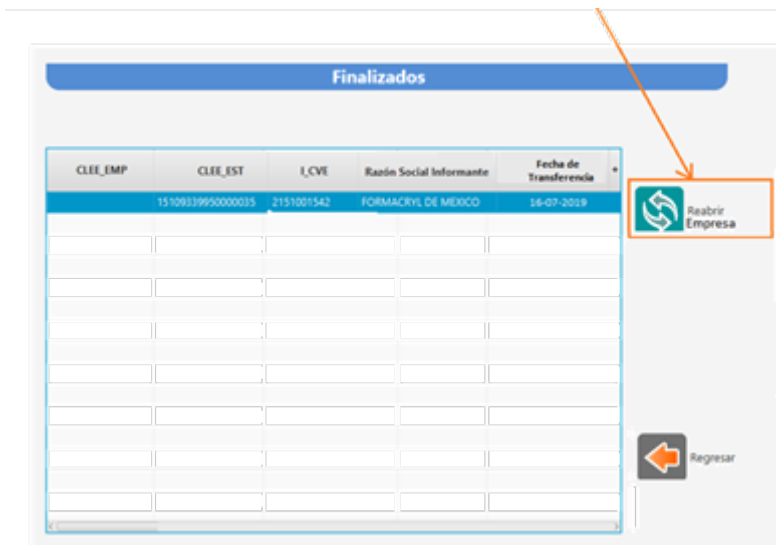 Finalizados
CLEE_EMP CLEE_EST I_CVE Razón Social Informante Fecha de Transferencia +
15109339950000035 2151001542 FORMACRYL DE MEXICO 16-07-2019
Reabrir
Empresa
Regresar